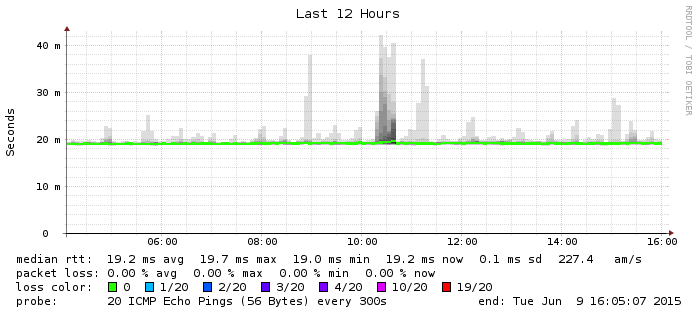 Last 12 Hours
RRDTOOL / TOBI OETIKER
Seconds
40 m
30 m
20 m
10 m
0
06:00 08:00 10:00 12:00 14:00 16:00
median rtt: 19.2 ms avg 19.7 ms max 19.0 ms min 19.2 ms now 0.1 ms sd 227.4 am/s
packet loss: 0.00 % avg 0.00 % max 0.00 % min 0.00 % now
loss color: 0 1/20 2/20 3/20 4/20 10/20 19/20
probe: 20 ICMP Echo Pings (56 Bytes) every 300s end: Tue Jun 9 16:05:07 2015